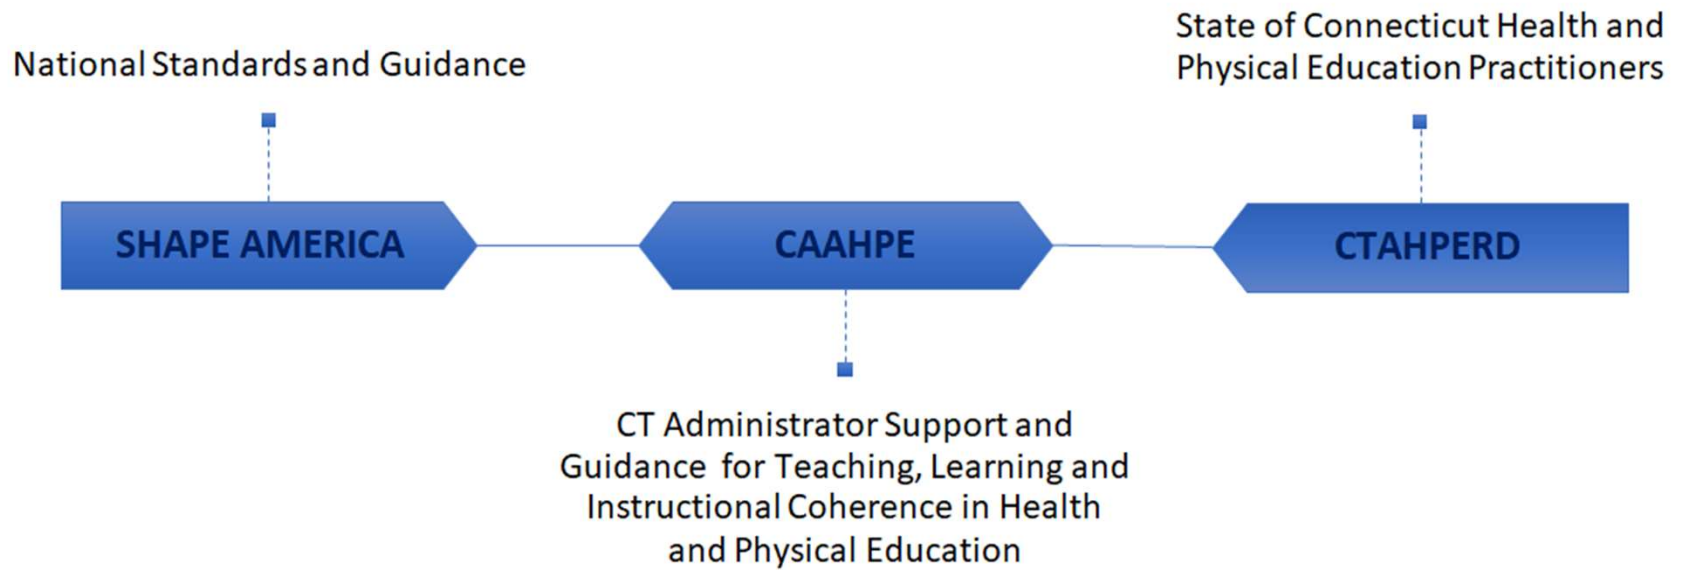 National Standards and Guidance
State of Connecticut Health and
Physical Education Practitioners
SHAPE AMERICA
CAAHPE
CTAHPERD
CT Administrator Support and
Guidance for Teaching, Learning and
Instructional Coherence in Health
and Physical Education